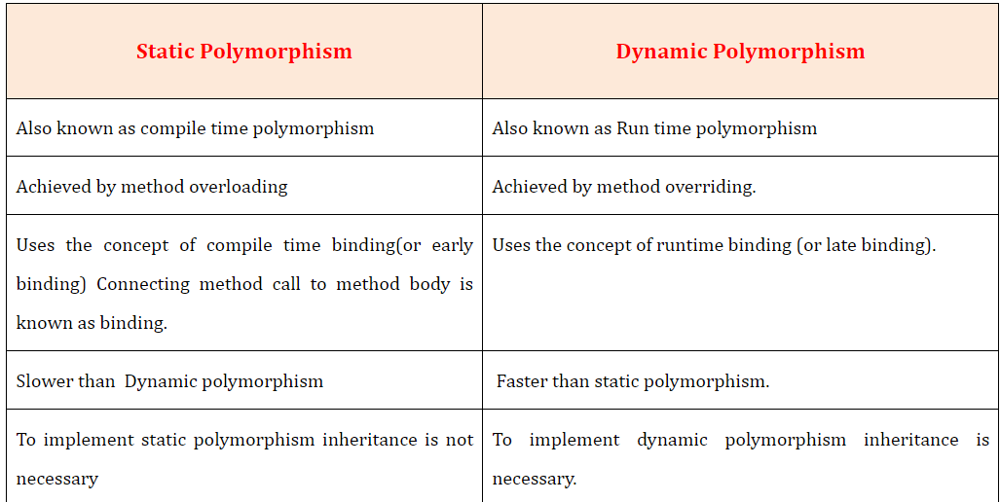 Static Polymorphism
Dynamic Polymorphism
Also known as compile time polymorphism
Also known as Run time polymorphism
Achieved by method overloading
Achieved by method overriding.
Uses the concept of compile time binding(or early
binding) Connecting method call to method body is
known as binding.
Uses the concept of runtime binding (or late binding).
Slower than Dynamic polymorphism
Faster than static polymorphism.
To implement static polymorphism inheritance is not
necessary
To implement dynamic polymorphism inheritance is
necessary.